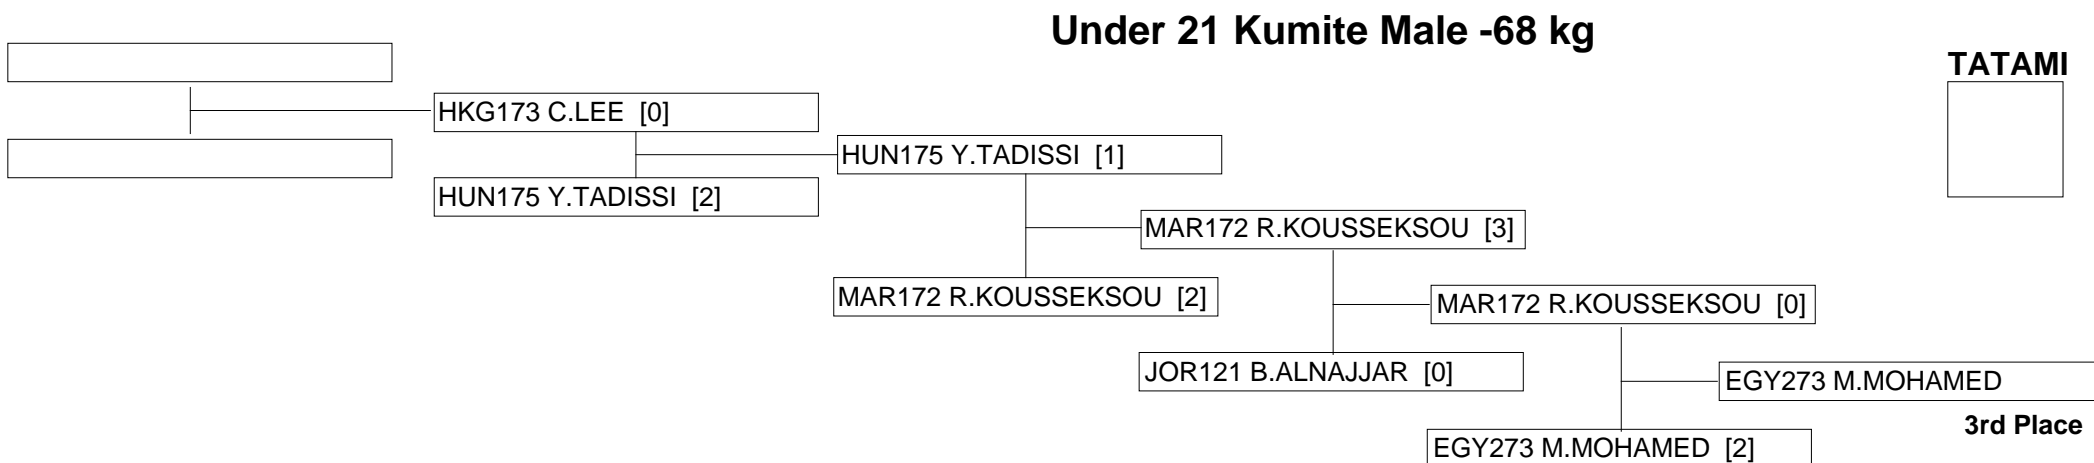 Under 21 Kumite Male -68 kg
TATAMI
HKG173 C.LEE [0]
HUN175 Y.TADISSI [1]
HUN175 Y.TADISSI [2]
MAR172 R.KOUSSEKSOU [3]
MAR172 R.KOUSSEKSOU [2]
MAR172 R.KOUSSEKSOU [0]
JOR121 B.ALNAJJAR [0]
EGY273 M.MOHAMED
3rd Place
EGY273 M.MOHAMED [2]